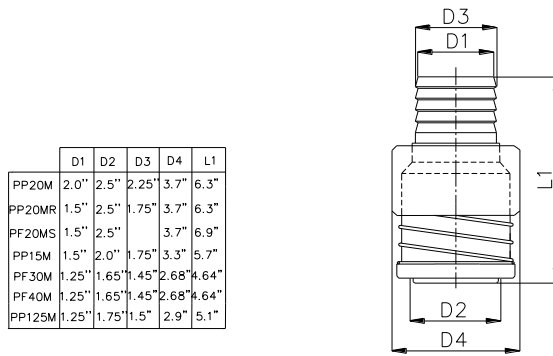 D1 D2 D3 D4 L1
PP20M 2.0'' 2.5'' 2.25'' 3.7'' 6.3''
PP20MR 1.5'' 2.5'' 1.75'' 3.7'' 6.3''
PF20MS 1.5'' 2.5'' 3.7'' 6.9''
PP15M 1.5'' 2.0'' 1.75'' 3.3'' 5.7''
PF30M 1.25'' 1.65'' 1.45'' 2.68'' 4.64''
PF40M 1.25'' 1.65'' 1.45'' 2.68'' 4.64''
PP125M 1.25'' 1.75'' 1.5'' 2.9'' 5.1''
D3
D1
L1
D2
D4